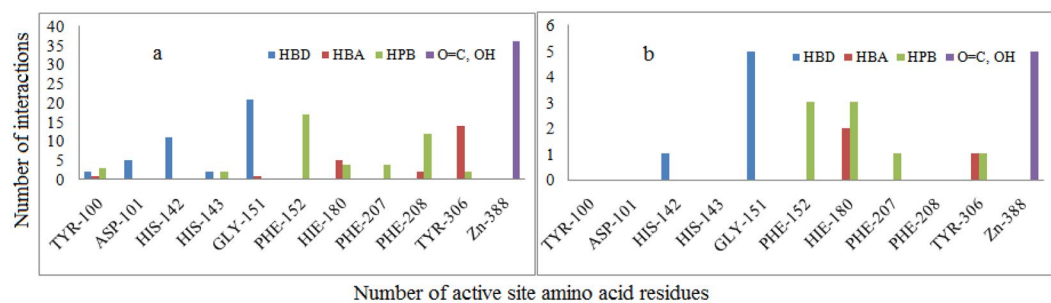 Number of interactions
40
35
30
25
20
15
10
5
0
a
HBD HBA HPB O=C, OH
TYR-100
ASP-101
HIS-142
HIS-143
GLY-151
PHE-152
HIE-180
PHE-207
PHE-208
TYR-306
Zn-388
6
5
4
3
2
1
0
b
HBD HBA HPB O=C, OH
TYR-100
ASP-101
HIS-142
HIS-143
GLY-151
PHE-152
HIE-180
PHE-207
PHE-208
TYR-306
Zn-388
Number of active site amino acid residues